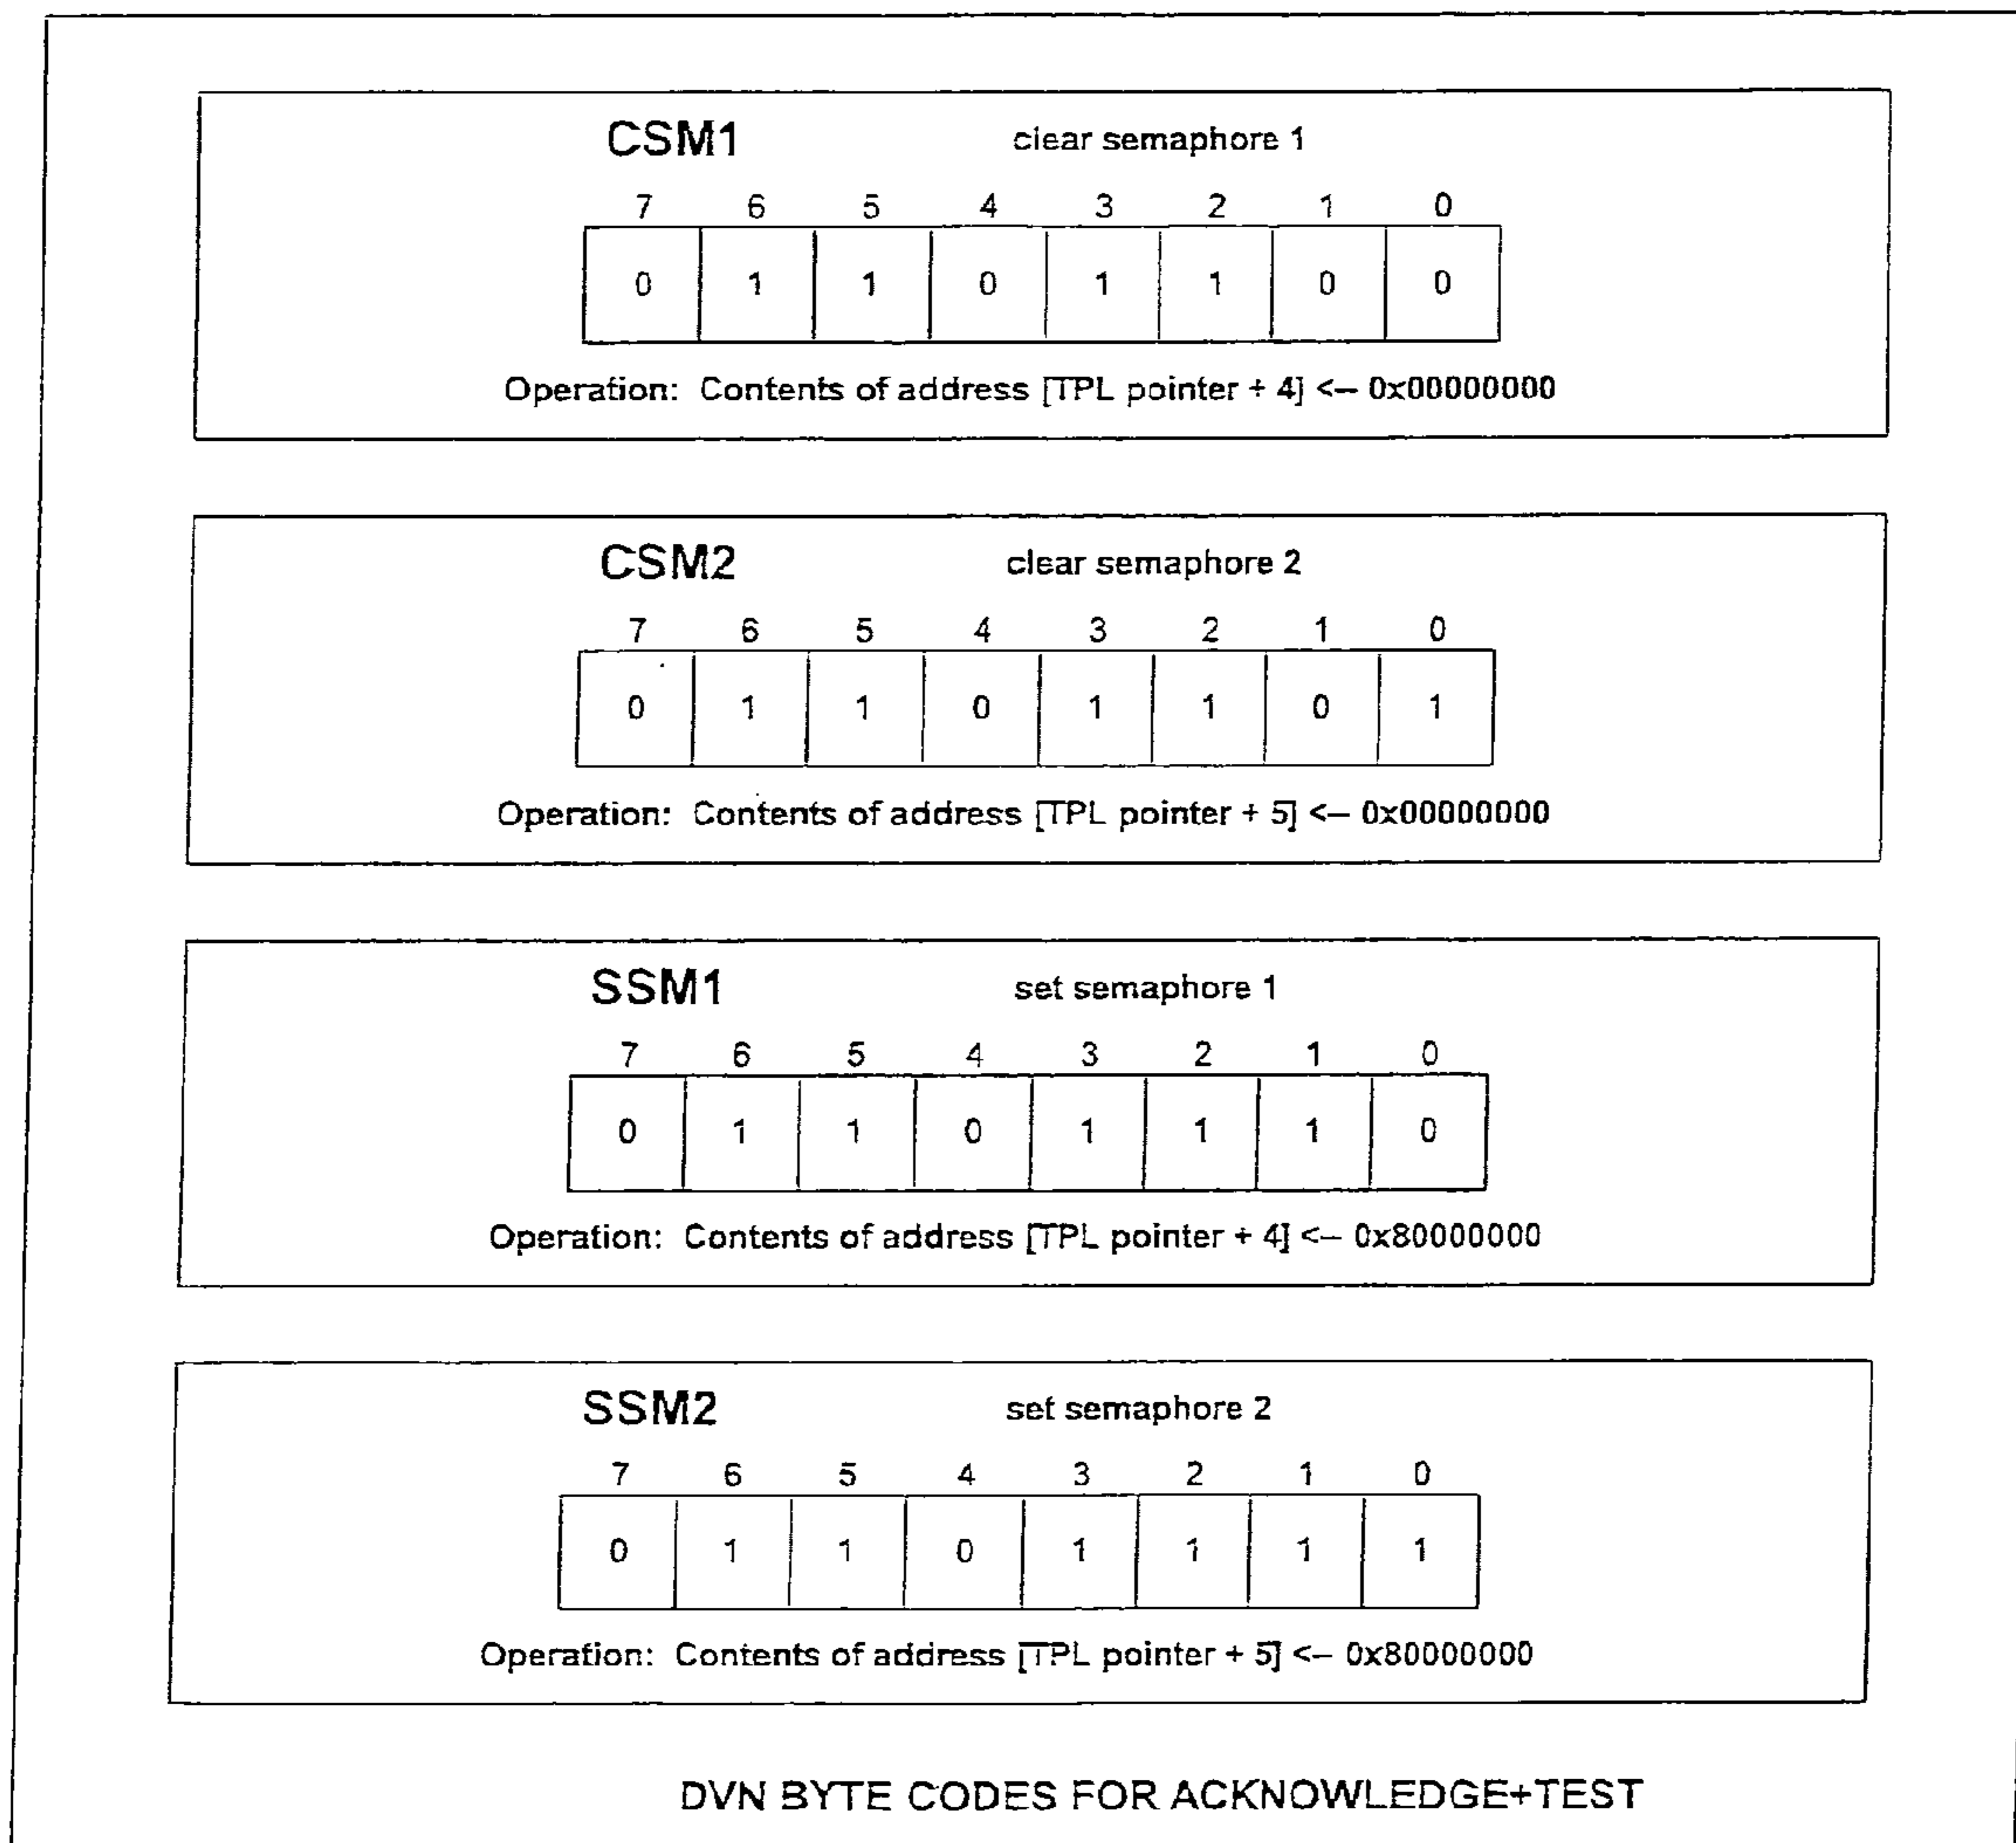 CSM1 clear semaphore 1
7 6 5 4 3 2 1 0
0 1 1 0 1 1 0 0
Operation: Contents of address [TPL pointer + 4] <-- 0x00000000
CSM2 clear semaphore 2
7 6 5 4 3 2 1 0
0 1 1 0 1 1 0 1
Operation: Contents of address [TPL pointer + 5] <-- 0x00000000
SSM1 set semaphore 1
7 6 5 4 3 2 1 0
0 1 1 0 1 1 1 0
Operation: Contents of address [TPL pointer + 4] <-- 0x80000000
SSM2 set semaphore 2
7 6 5 4 3 2 1 0
0 1 1 0 1 1 1 1
Operation: Contents of address [TPL pointer + 5] <-- 0x80000000
DVN BYTE CODES FOR ACKNOWLEDGE+TEST